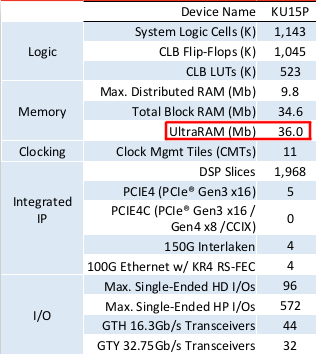 Device Name KU15P
Logic
System Logic Cells (K) 1,143
CLB Flip-Flops (K) 1,045
CLB LUTs (K) 523
Memory
Max. Distributed RAM (Mb) 9.8
Total Block RAM (Mb) 34.6
UltraRAM (Mb) 36.0
Clocking Clock Mgmt Tiles (CMTs) 11
Integrated
IP
DSP Slices 1,968
PCIE4 (PCIe® Gen3 x16) 5
PCIE4C (PCIe® Gen3 x16 /
Gen4 x8 /CCIX) 0
150G Interlaken 4
100G Ethernet w/ KR4 RS-FEC 4
I/O
Max. Single-Ended HD I/Os 96
Max. Single-Ended HP I/Os 572
GTH 16.3Gb/s Transceivers 44
GTY 32.75Gb/s Transceivers 32